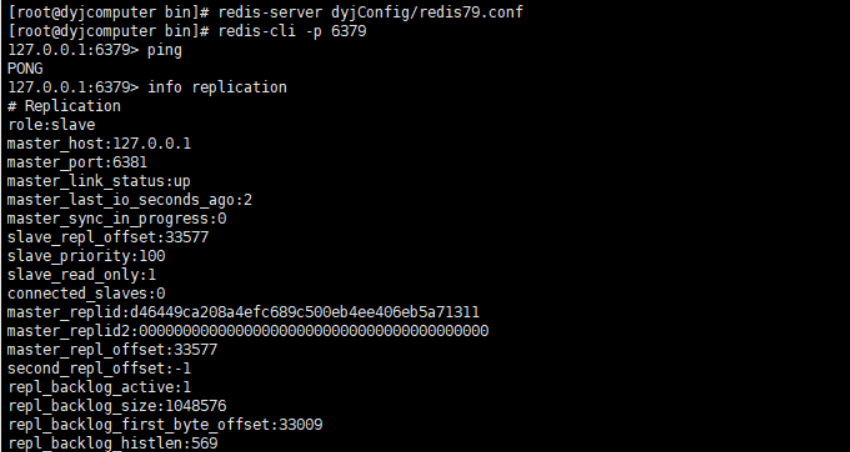 [root@dyjcomputer bin]# redis-server dyjConfig/redis79.conf
[root@dyjcomputer bin]# redis-cli -p 6379
127.0.0.1:6379> ping
PONG
127.0.0.1:6379> info replication
# Replication
role:slave
master_host:127.0.0.1
master_port:6381
master_link_status:up
master_last_io_seconds_ago:2
master_sync_in_progress:0
slave_repl_offset:33577
slave_priority:100
slave_read_only:1
connected_slaves:0
master_replid:d46449ca208a4efc689c500eb4ee406eb5a71311
master_replid2:0000000000000000000000000000000000000000
master_repl_offset:33577
second_repl_offset:-1
repl_backlog_active:1
repl_backlog_size:1048576
repl_backlog_first_byte_offset:33009
repl_backlog_histlen:569